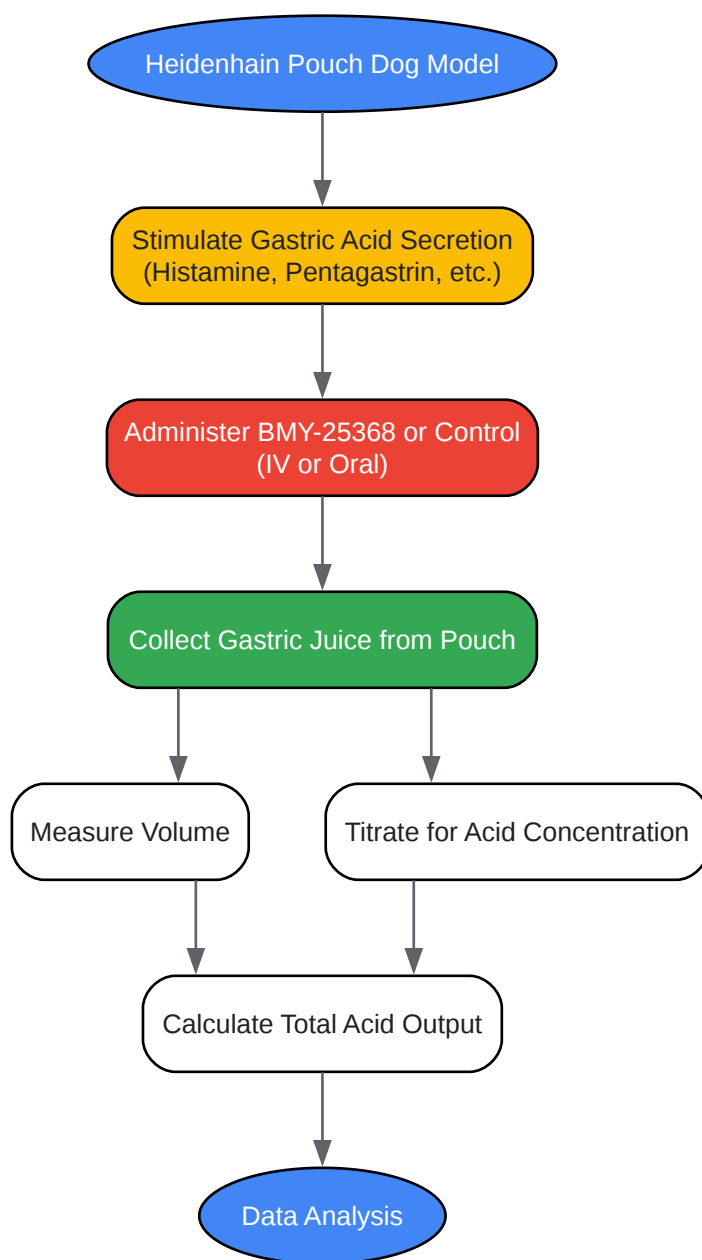 Heidenhain Pouch Dog Model
Stimulate Gastric Acid Secretion
(Histamine, Pentagastrin, etc.)
Administer BMY-25368 or Control
(IV or Oral)
Collect Gastric Juice from Pouch
Measure Volume
Titrate for Acid Concentration
Calculate Total Acid Output
Data Analysis